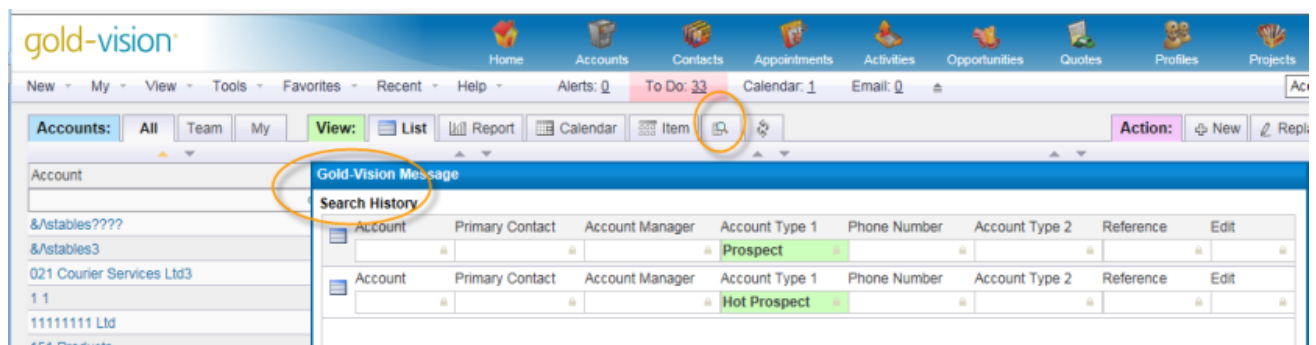 gold-vision
Home Accounts Contacts Appointments Activities Opportunities Quotes Profiles Projects
New My View Tools Favorites Recent Help Alerts: 0 To Do: 33 Calendar: 1 Email: 0
Accounts: All Team My View: List Report Calendar Item Action: New
Account
Gold-Vision Message
Search History
Account Primary Contact Account Manager Account Type 1 Phone Number Account Type 2 Reference Edit
Prospect
Account Primary Contact Account Manager Account Type 1 Phone Number Account Type 2 Reference Edit
Hot Prospect
&/\stables????
&/\stables3
021 Courier Services Ltd3
1 1
11111111 Ltd